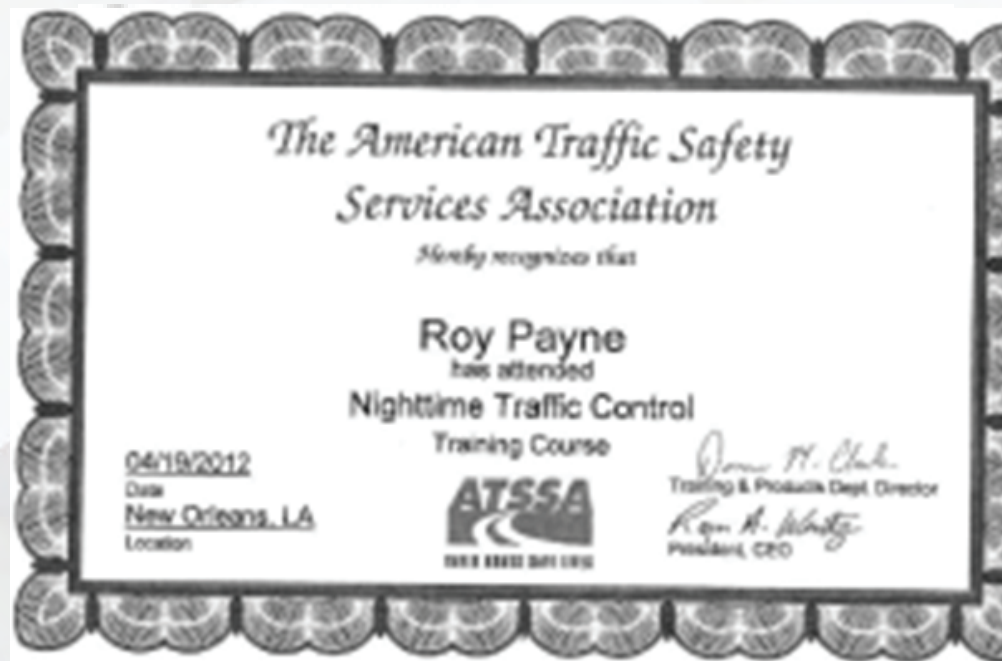 The American Traffic Safety
Services Association
Hereby recognizes that
Roy Payne
has attended
Nighttime Traffic Control
Training Course
04/19/2012
Date
New Orleans, LA
Location
ATSSA
Training & Products Dept. Director
President, CEO